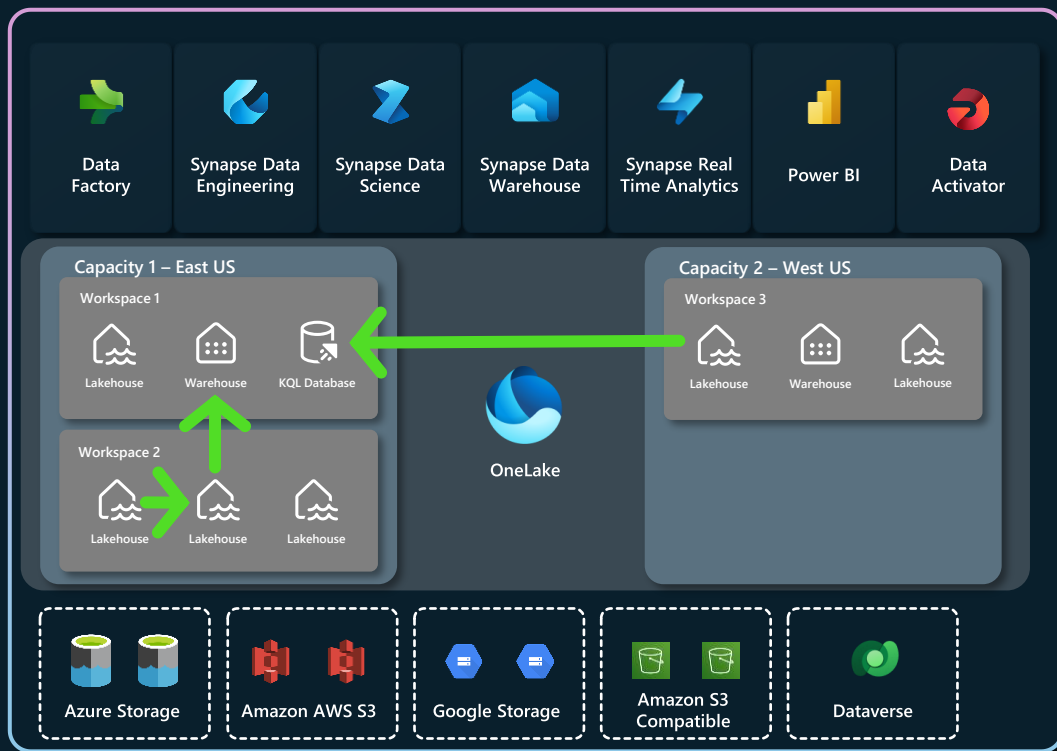 Data
Factory
Synapse Data
Engineering
Synapse Data
Science
Synapse Data
Warehouse
Synapse Real
Time Analytics
Power BI
Data
Activator
Capacity 1 – East US
Workspace 1
Lakehouse
Warehouse
KQL Database
Workspace 2
Lakehouse
Lakehouse
Lakehouse
OneLake
Capacity 2 – West US
Workspace 3
Lakehouse
Warehouse
Lakehouse
Azure Storage
Amazon AWS S3
Google Storage
Amazon S3
Compatible
Dataverse